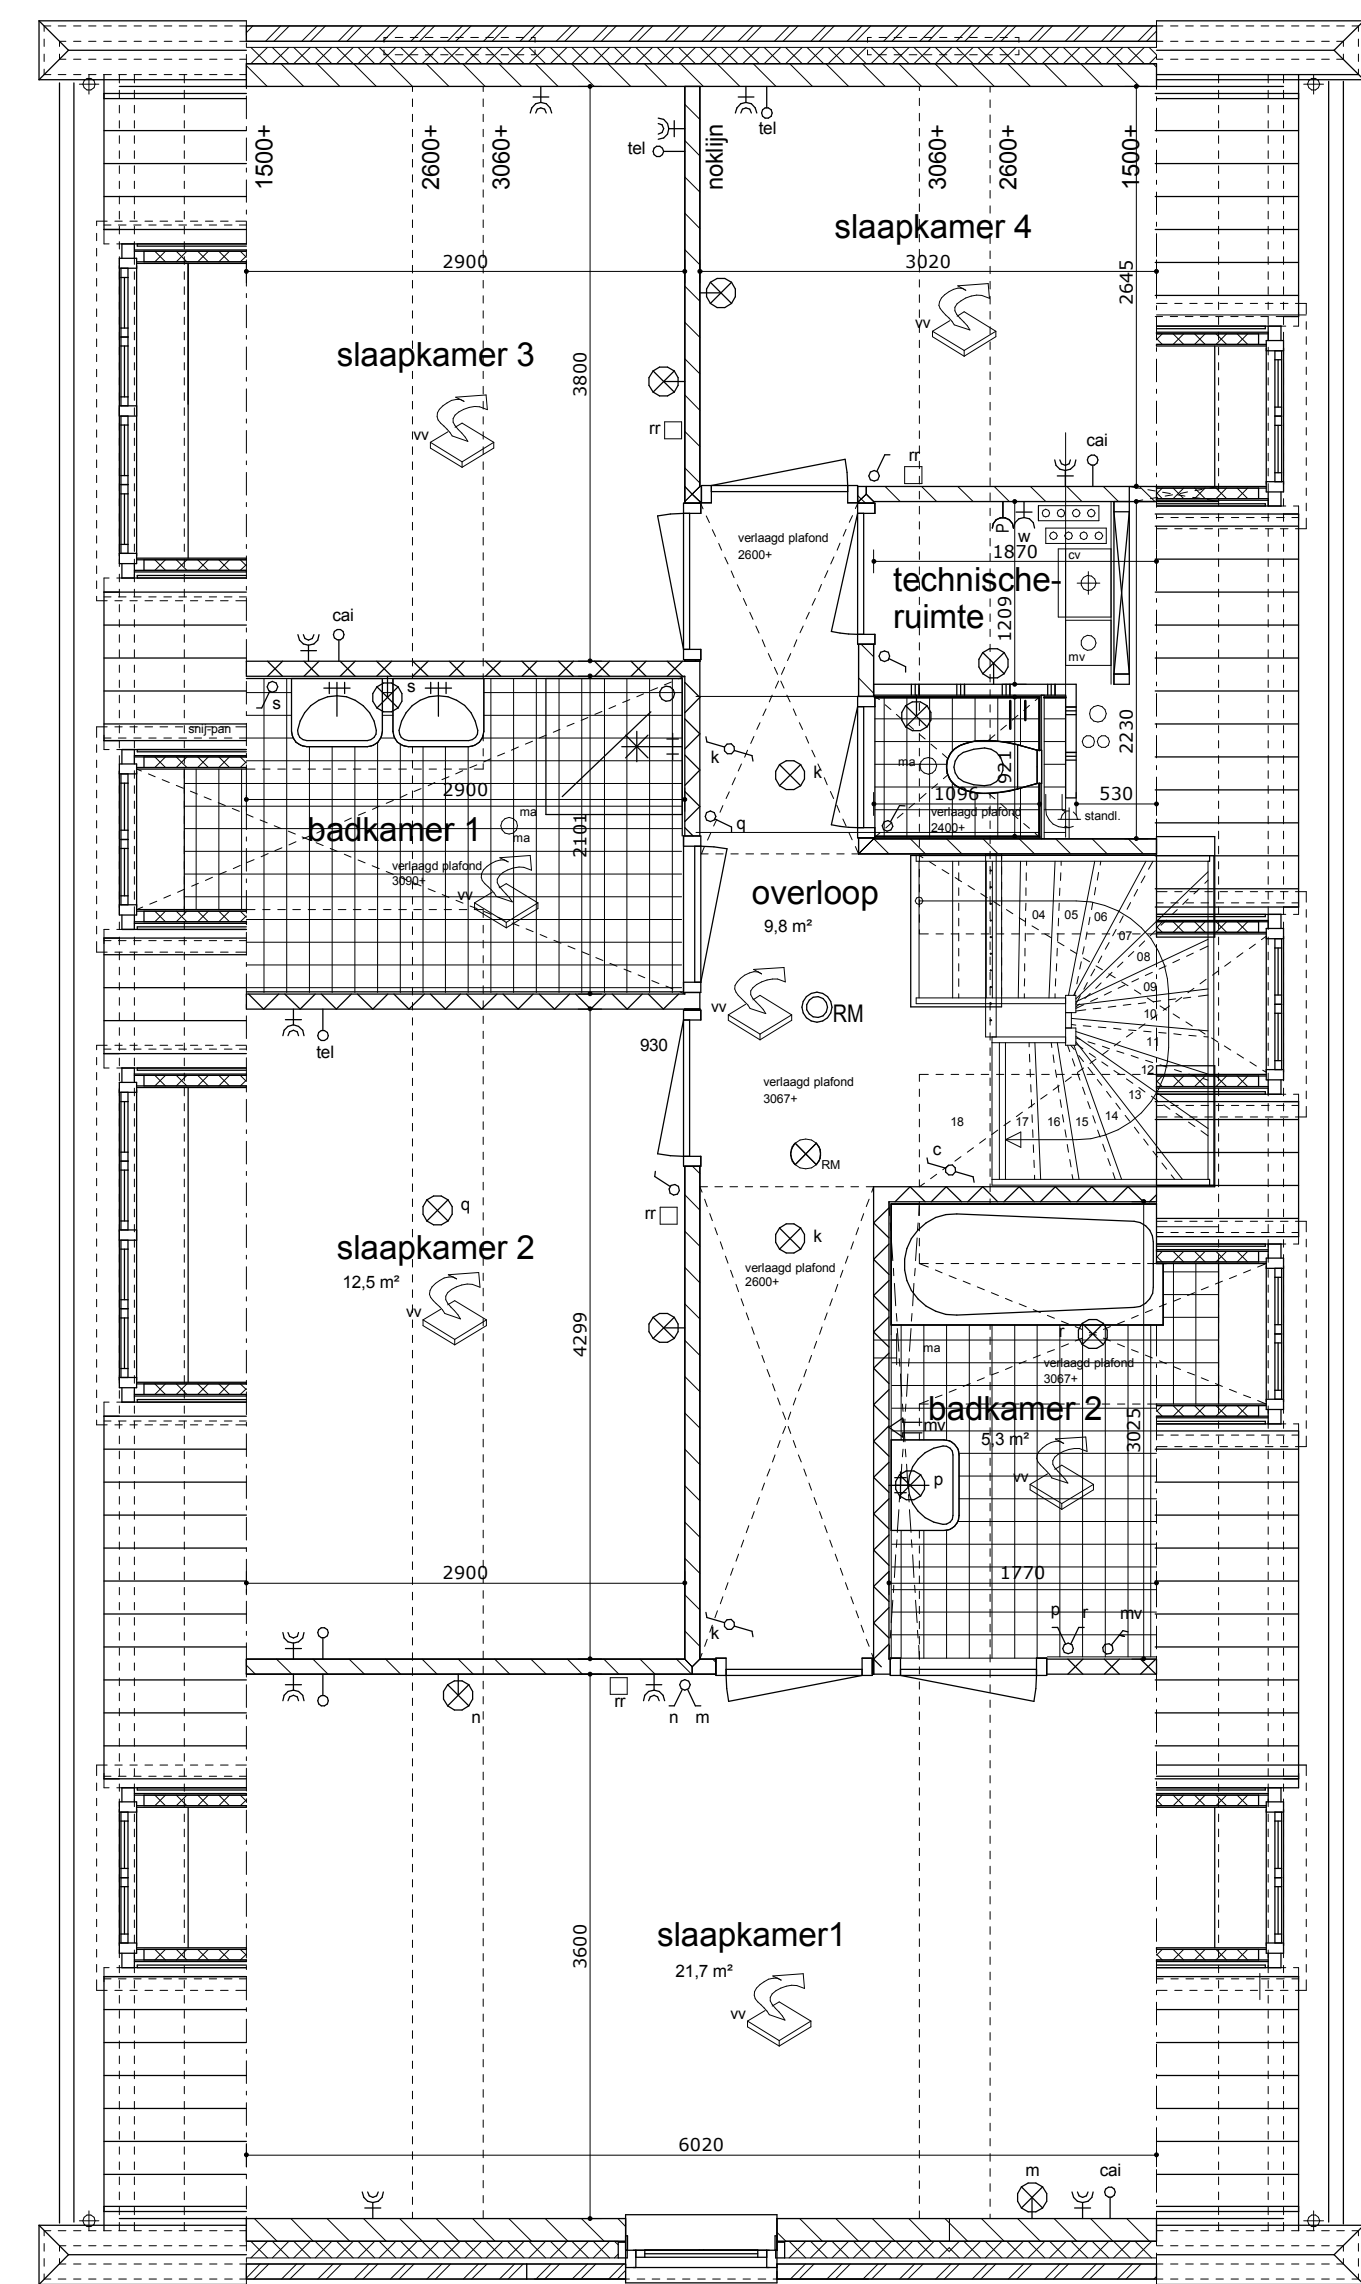 1500+
2600+
3060+
tel
noklijn
tel
3060+
2600+
1500+
slaapkamer 4
2900
3020
2645
vv
slaapkamer 3
3800
vv
rr
cai
rr
verlaagd plafond
2600+
P
w
1870
cv
technische-
ruimte
1209
mv
cai
s
s
snij-pan
k
k
ma
921
2230
2900
1096
530
ma
ma
q
verlaagd plafond
2400+
standl.
badkamer 1
2101
verlaagd plafond
3090+
vv
overloop
9,8 m²
04
05
06
07
08
09
10
11
12
13
14
15
16
17
18
vv
RM
tel
930
verlaagd plafond
3067+
RM
c
q
rr
k
slaapkamer 2
12,5 m²
vv
verlaagd plafond
2600+
4299
r
ma
verlaagd plafond
3067+
badkamer 2
mv
5,3 m²
3025
vv
p
2900
1770
k
p
r
mv
n
rr
n
m
slaapkamer1
21,7 m²
3600
vv
6020
m
cai